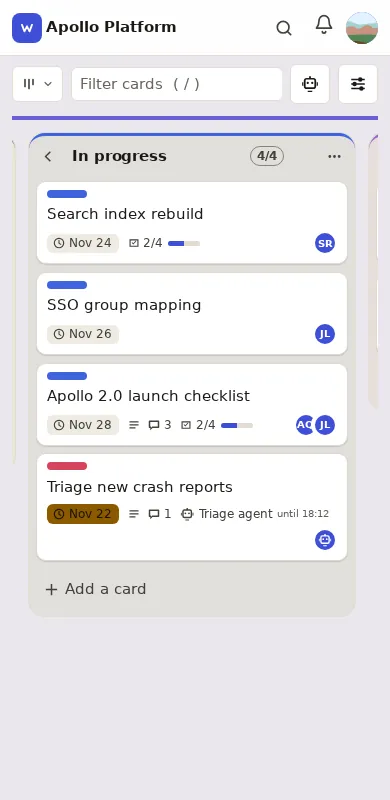 Apollo Platform
Filter cards ( / )
In progress 4/4
Search index rebuild
Nov 24 2/4 SR
SSO group mapping
Nov 26 JL
Apollo 2.0 launch checklist
Nov 28 3 2/4 AO JL
Triage new crash reports
Nov 22 1 Triage agent until 18:12
+ Add a card